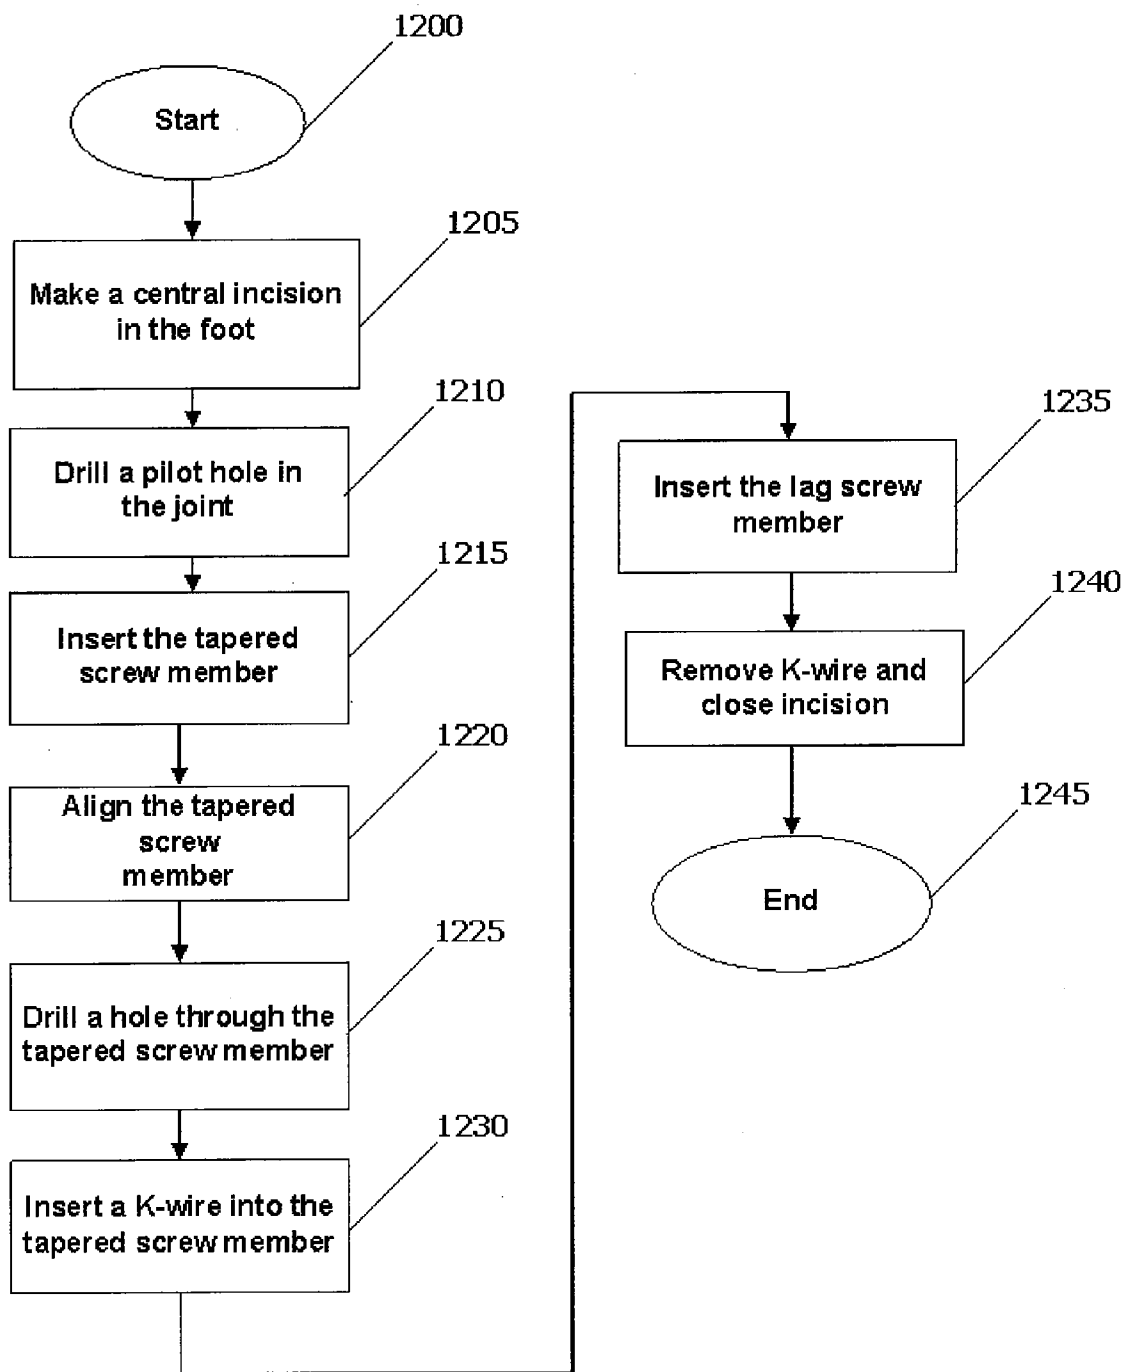 1200
Start
1205
Make a central incision
in the foot
1210
Drill a pilot hole in
the joint
1215
Insert the tapered
screw member
1220
Align the tapered
screw
member
1225
Drill a hole through the
tapered screw member
1230
Insert a K-wire into the
tapered screw member
1235
Insert the lag screw
member
1240
Remove K-wire and
close incision
1245
End